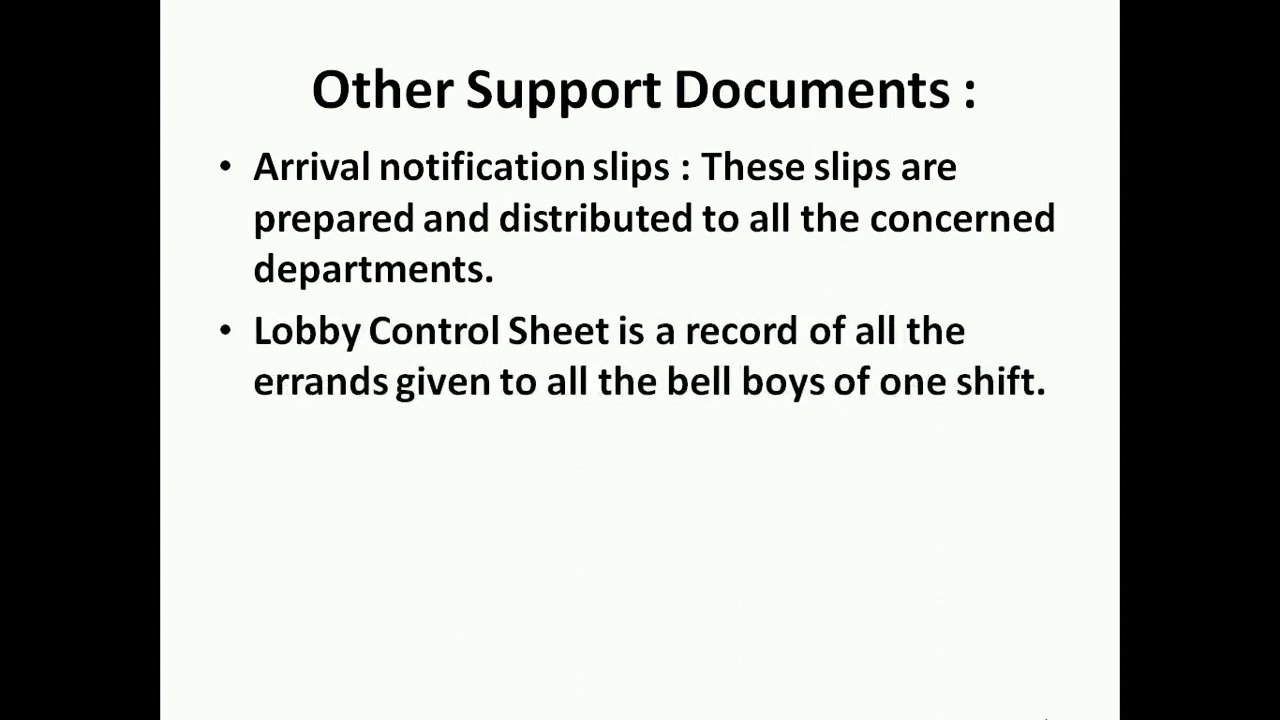 Other Support Documents :
• Arrival notification slips : These slips are
prepared and distributed to all the concerned
departments.
• Lobby Control Sheet is a record of all the
errands given to all the bell boys of one shift.